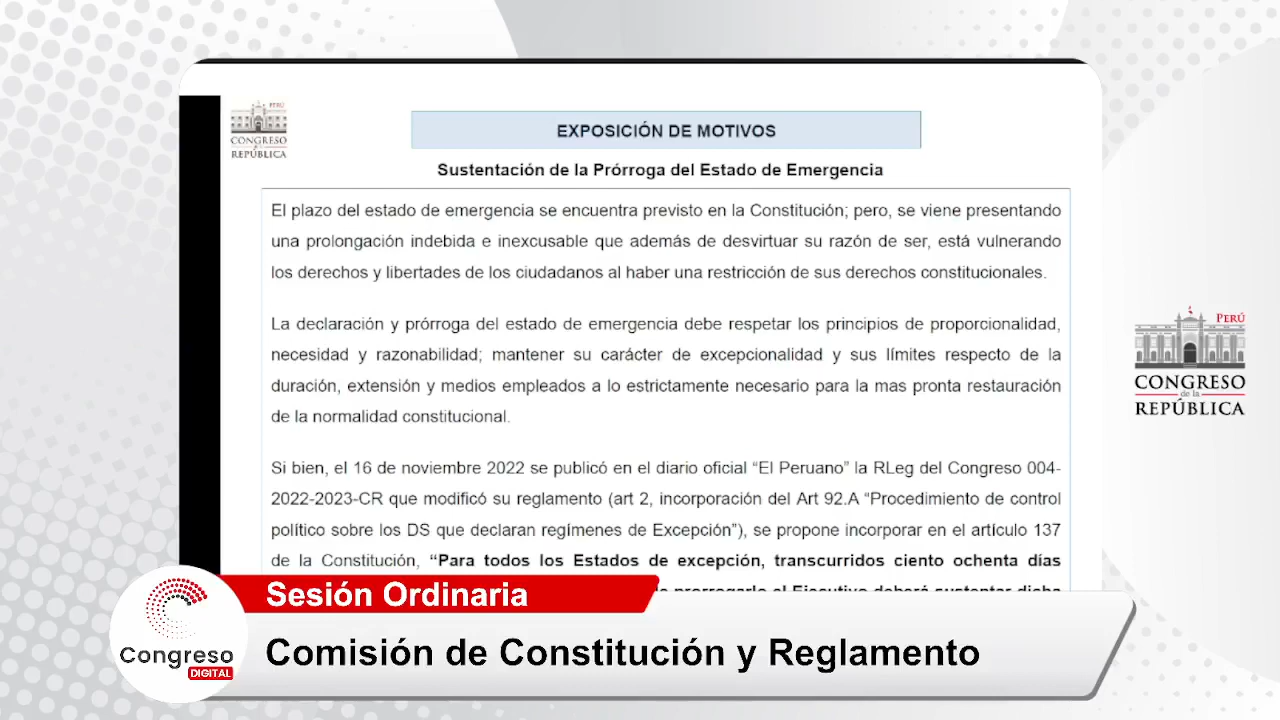 PERÚ
CONGRESO
REPÚBLICA
EXPOSICIÓN DE MOTIVOS
Sustentación de la Prórroga del Estado de Emergencia
El plazo del estado de emergencia se encuentra previsto en la Constitución; pero, se viene presentando
una prolongación indebida e inexcusable que además de desvirtuar su razón de ser, está vulnerando
los derechos y libertades de los ciudadanos al haber una restricción de sus derechos constitucionales.
La declaración y prórroga del estado de emergencia debe respetar los principios de proporcionalidad,
necesidad y razonabilidad; mantener su carácter de excepcionalidad y sus límites respecto de la
duración, extensión y medios empleados a lo estrictamente necesario para la mas pronta restauración
de la normalidad constitucional.
Si bien, el 16 de noviembre 2022 se publicó en el diario oficial “El Peruano” la RLeg del Congreso 004-
2022-2023-CR que modificó su reglamento (art 2, incorporación del Art 92.A “Procedimiento de control
político sobre los DS que declaran regímenes de Excepción”), se propone incorporar en el artículo 137
de la Constitución, “Para todos los Estados de excepción, transcurridos ciento ochenta días
prorrogarlo el Ejecutivo deberá sustentar dicha
PERÚ
CONGRESO
de la
REPÚBLICA
Sesión Ordinaria
Comisión de Constitución y Reglamento
Congreso
DIGITAL